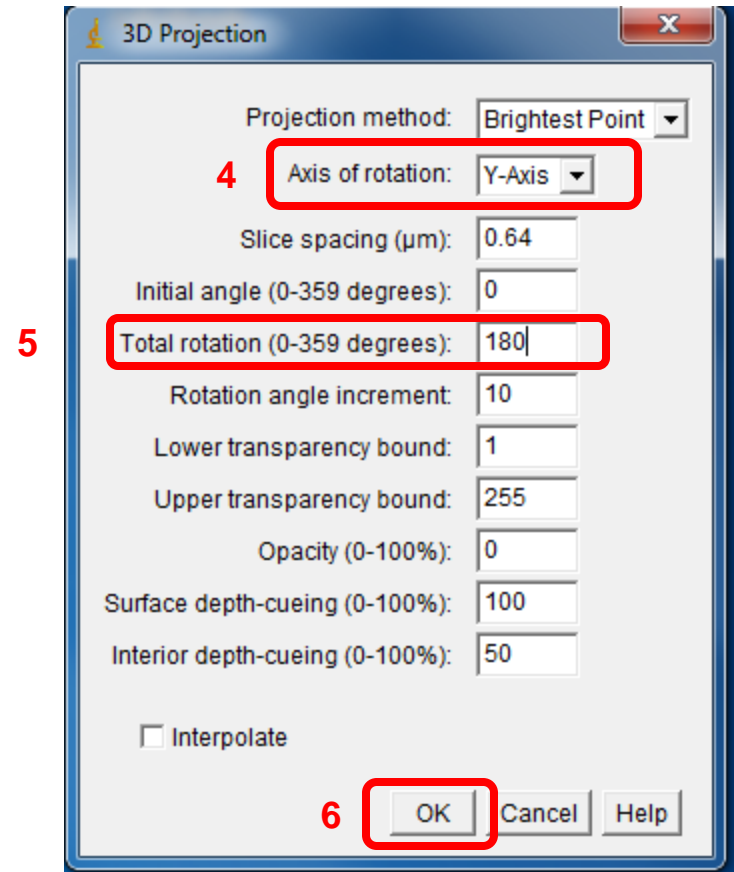 3D Projection
Projection method: Brightest Point
4 Axis of rotation: Y-Axis
Slice spacing (µm): 0.64
Initial angle (0-359 degrees): 0
5 Total rotation (0-359 degrees): 180
Rotation angle increment: 10
Lower transparency bound: 1
Upper transparency bound: 255
Opacity (0-100%): 0
Surface depth-cueing (0-100%): 100
Interior depth-cueing (0-100%): 50
Interpolate
6 OK Cancel Help